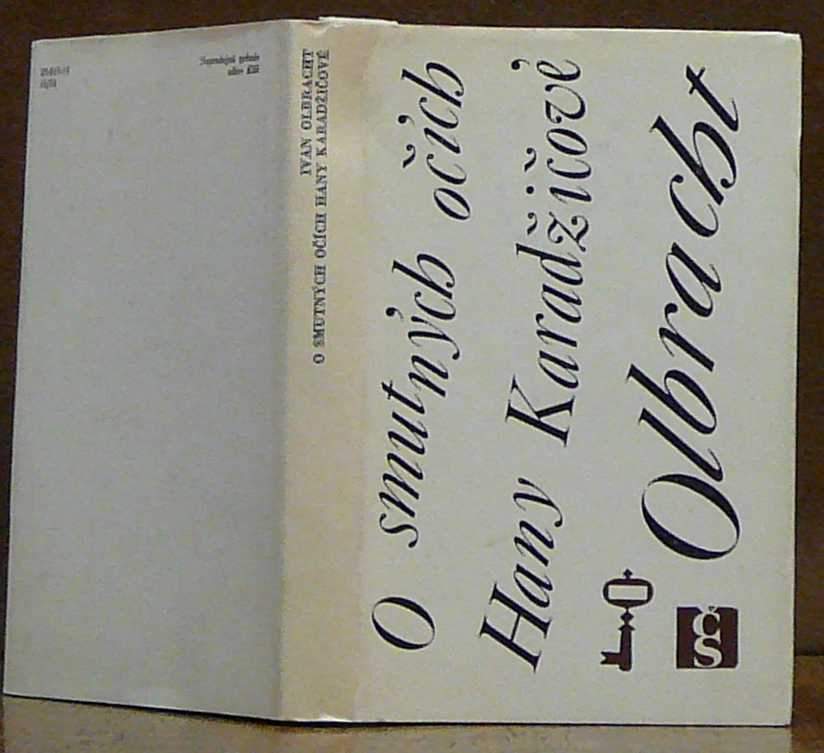 O smutných očích
Hany Karadžičové
Olbracht
ČS
IVAN OLBRACHT
O SMUTNÝCH OČÍCH HANY KARADŽIČOVÉ